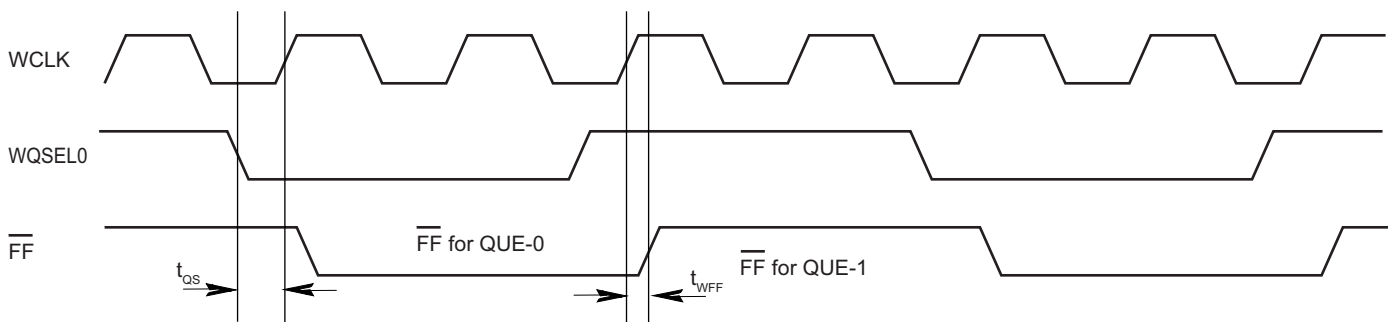 WCLK
WQSEL0
FF
FF for QUE-0
FF for QUE-1
tQS
tWFF